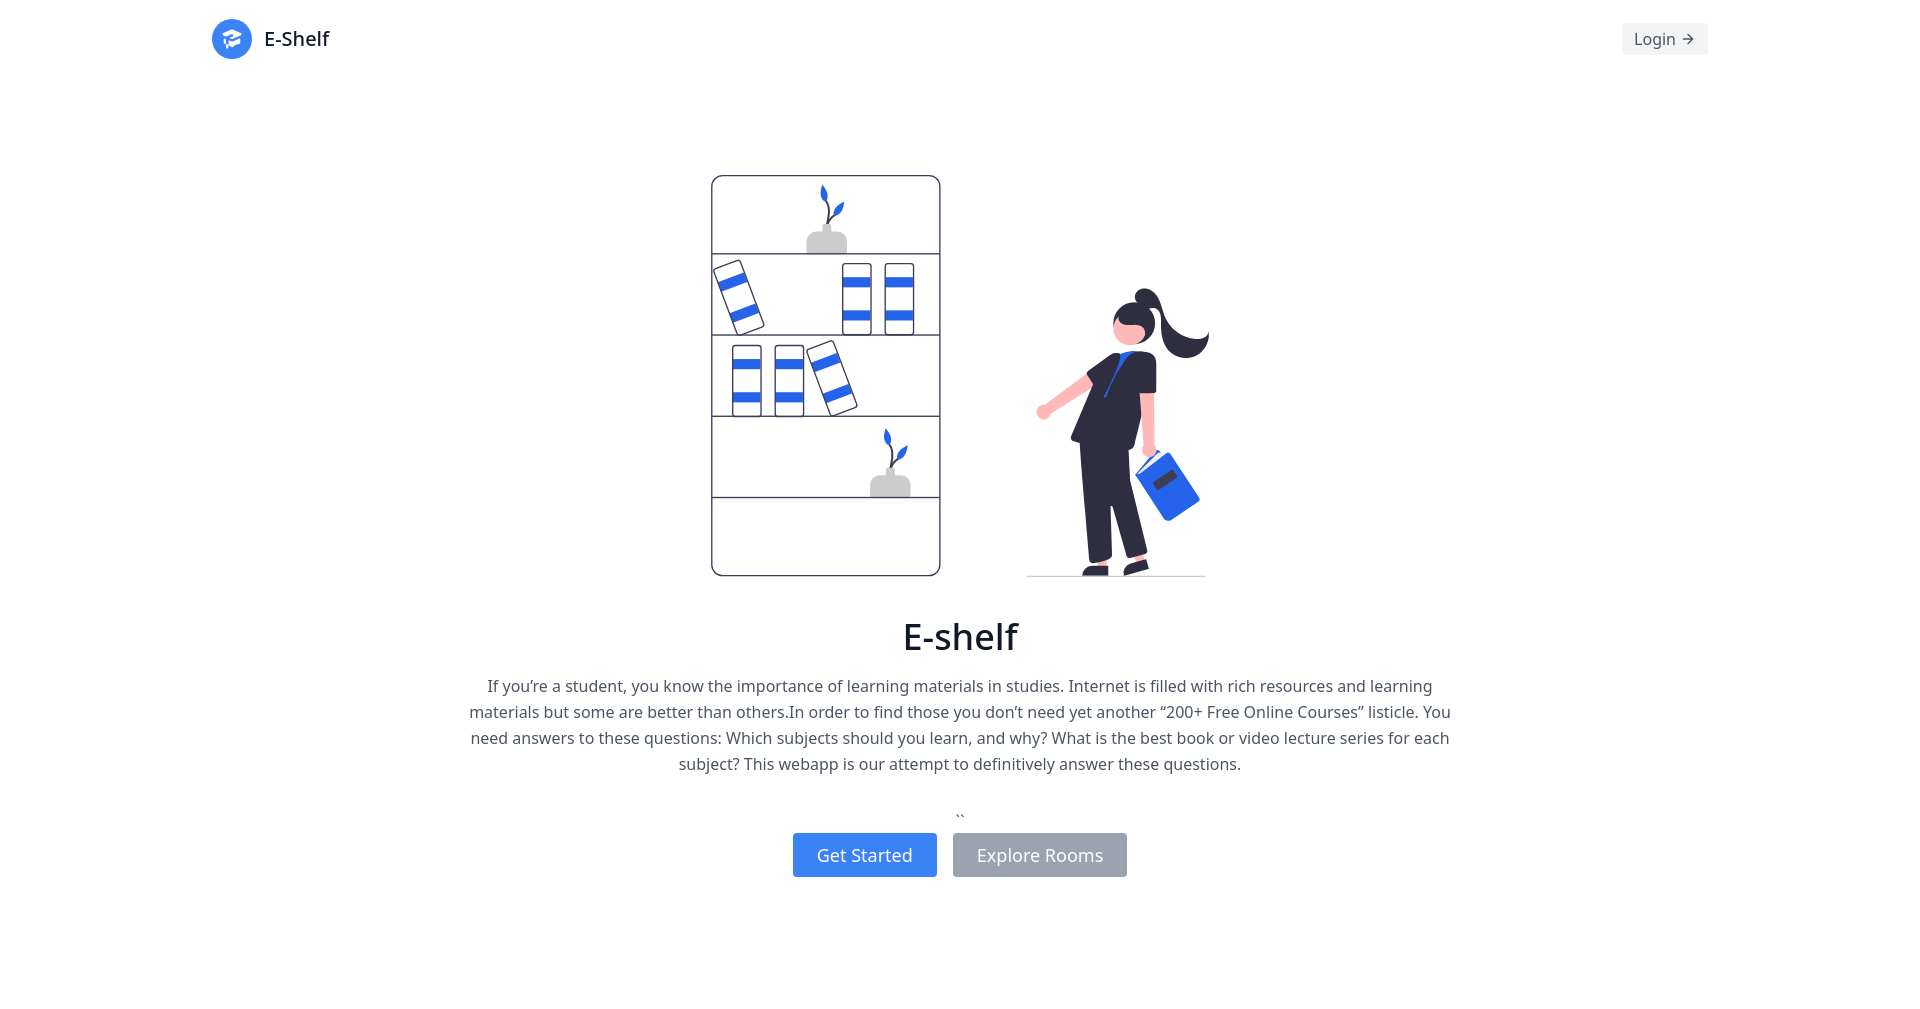 E-Shelf
Login →
E-shelf
If you’re a student, you know the importance of learning materials in studies. Internet is filled with rich resources and learning
materials but some are better than others.In order to find those you don’t need yet another “200+ Free Online Courses” listicle. You
need answers to these questions: Which subjects should you learn, and why? What is the best book or video lecture series for each
subject? This webapp is our attempt to definitively answer these questions.
``
Get Started
Explore Rooms